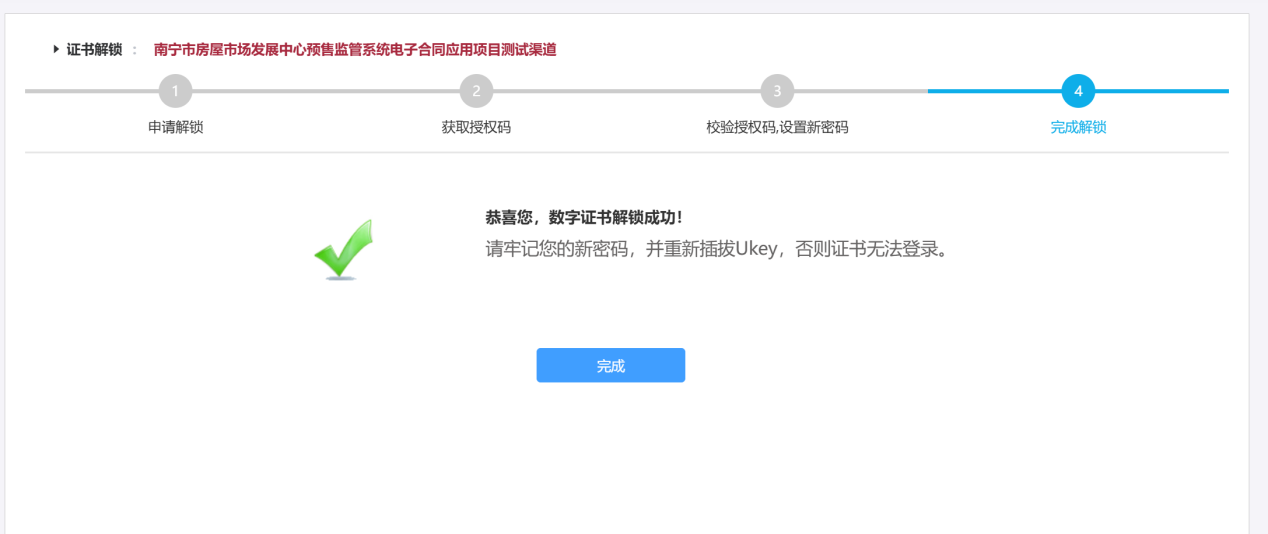 证书解锁 : 南宁市房屋市场发展中心预售监管系统电子合同应用项目测试渠道
1 2 3 4
申请解锁 获取授权码 校验授权码,设置新密码 完成解锁
恭喜您，数字证书解锁成功！
请牢记您的新密码，并重新插拔Ukey，否则证书无法登录。
完成